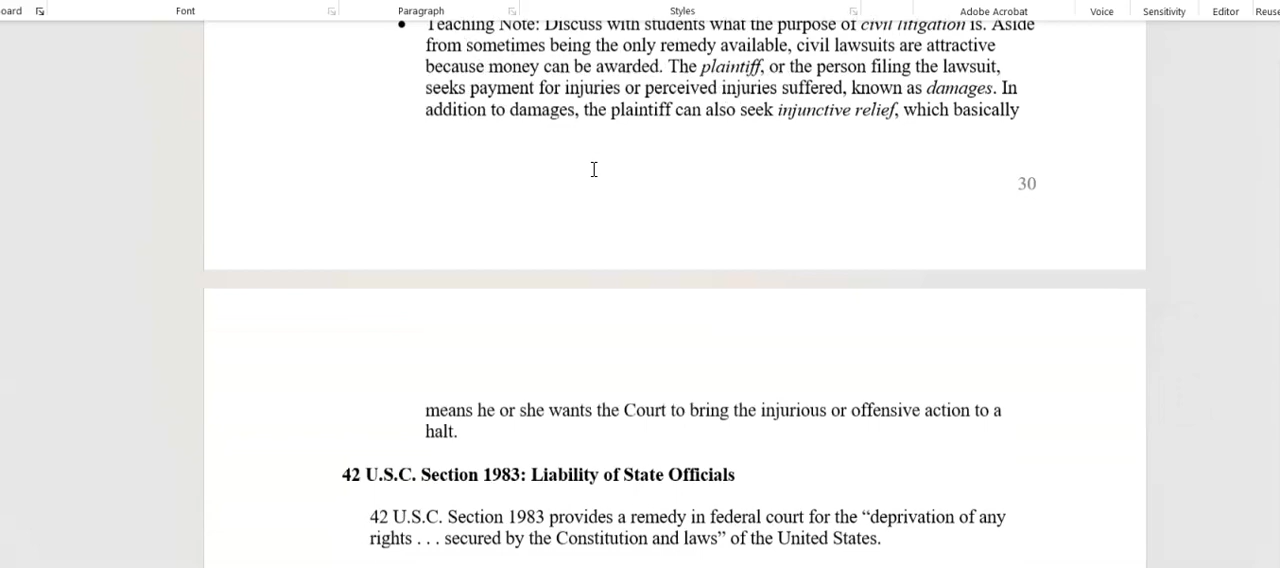 oard Font Paragraph Styles Adobe Acrobat Voice Sensitivity Editor Reuse
• Teaching Note: Discuss with students what the purpose of civil litigation is. Aside
from sometimes being the only remedy available, civil lawsuits are attractive
because money can be awarded. The plaintiff, or the person filing the lawsuit,
seeks payment for injuries or perceived injuries suffered, known as damages. In
addition to damages, the plaintiff can also seek injunctive relief, which basically
30
means he or she wants the Court to bring the injurious or offensive action to a
halt.
42 U.S.C. Section 1983: Liability of State Officials
42 U.S.C. Section 1983 provides a remedy in federal court for the “deprivation of any
rights . . . secured by the Constitution and laws” of the United States.